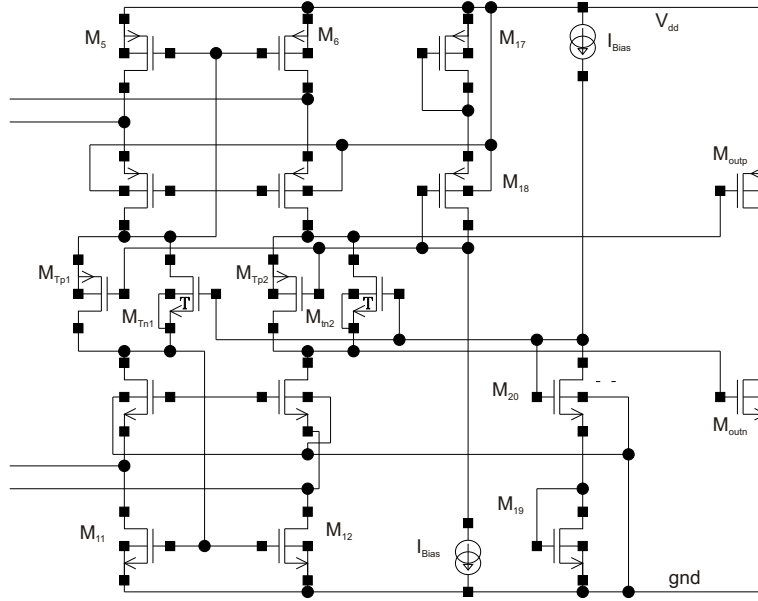 M5
M6
M17
Vdd
IBias
Moutp
M18
MTp1
MTn1
T
MTp2
Mtn2
T
M20
Moutn
M19
M11
M12
IBias
gnd